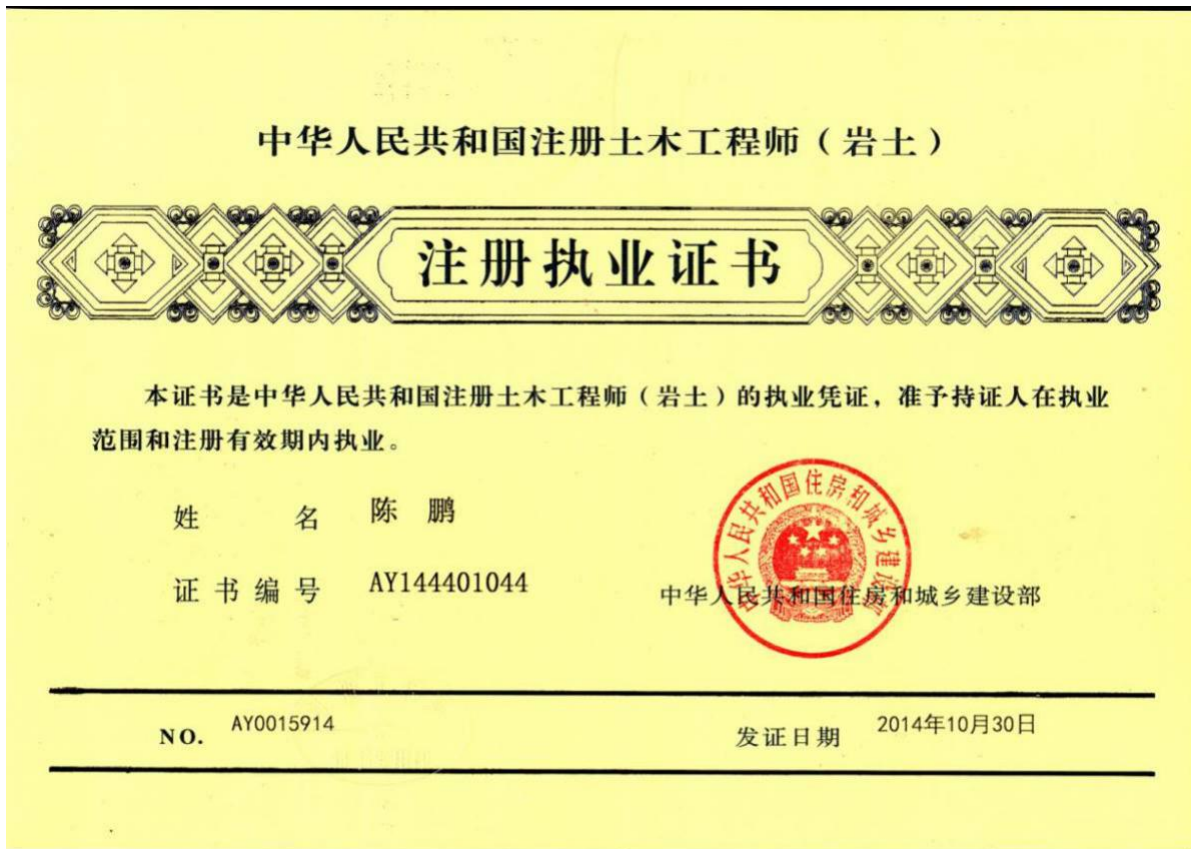 中华人民共和国注册土木工程师（岩土）
注册执业证书
本证书是中华人民共和国注册土木工程师（岩土）的执业凭证，准予持证人在执业
范围和注册有效期内执业。
姓 名 陈 鹏
证书编号 AY144401044
中华人民共和国住房和城乡建设部
中华人民共和国住房和城乡建设部
NO. AY0015914
发证日期 2014年10月30日